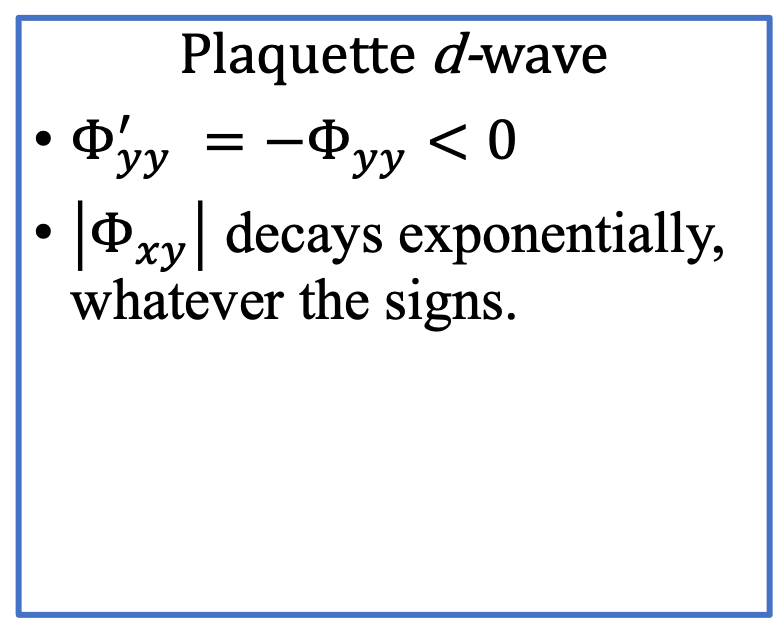 Plaquette d-wave
• Φ′yy = −Φyy < 0
• |Φxy| decays exponentially,
whatever the signs.